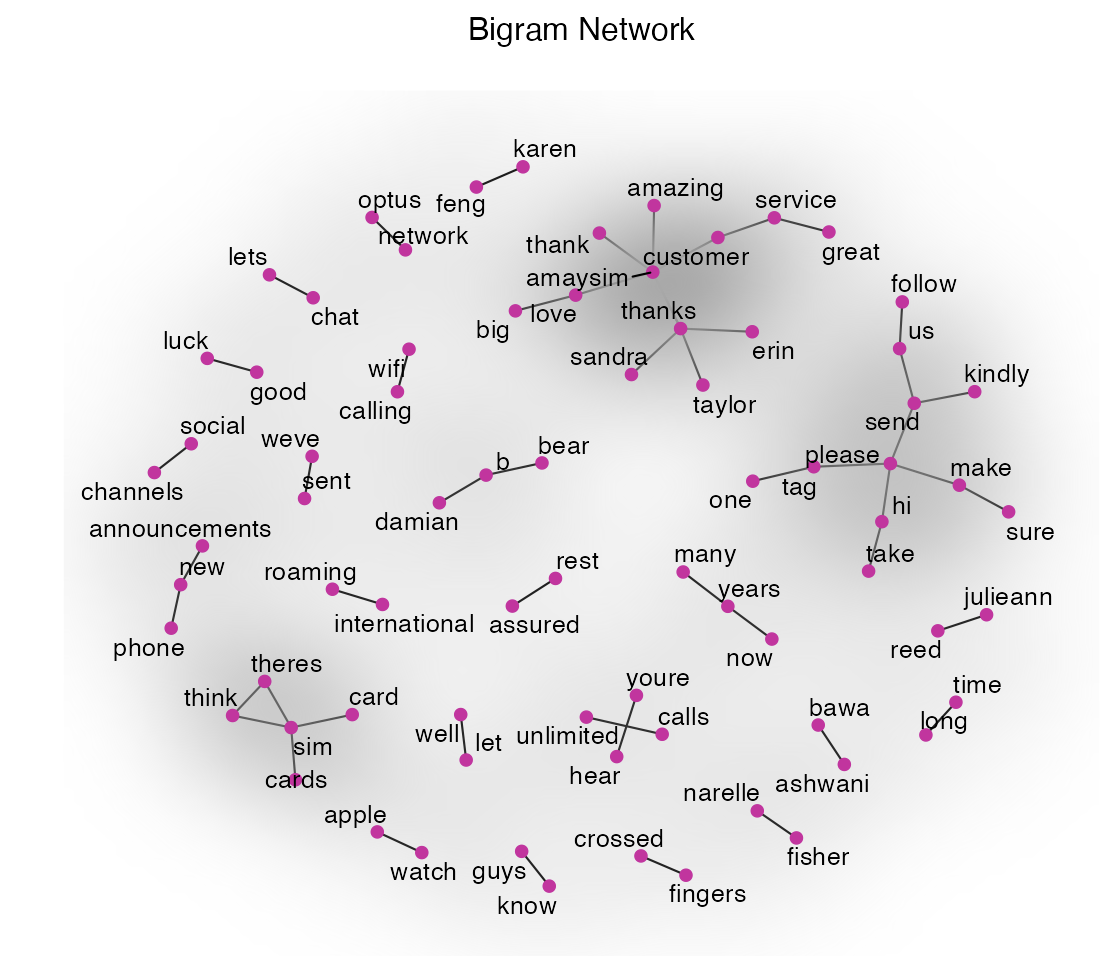 Bigram Network
karen
feng
optus
network
amazing
service
thank
customer
great
lets
chat
amaysim
love
big
thanks
follow
us
luck
good
wifi
calling
sandra
erin
taylor
kindly
send
social
channels
weve
sent
b
bear
damian
please
tag
one
make
sure
hi
take
announcements
new
phone
roaming
international
rest
assured
many
years
now
julieann
reed
theres
think
card
sim
cards
well
let
youre
unlimited
calls
hear
bawa
ashwani
time
long
apple
watch
guys
know
crossed
fingers
narelle
fisher